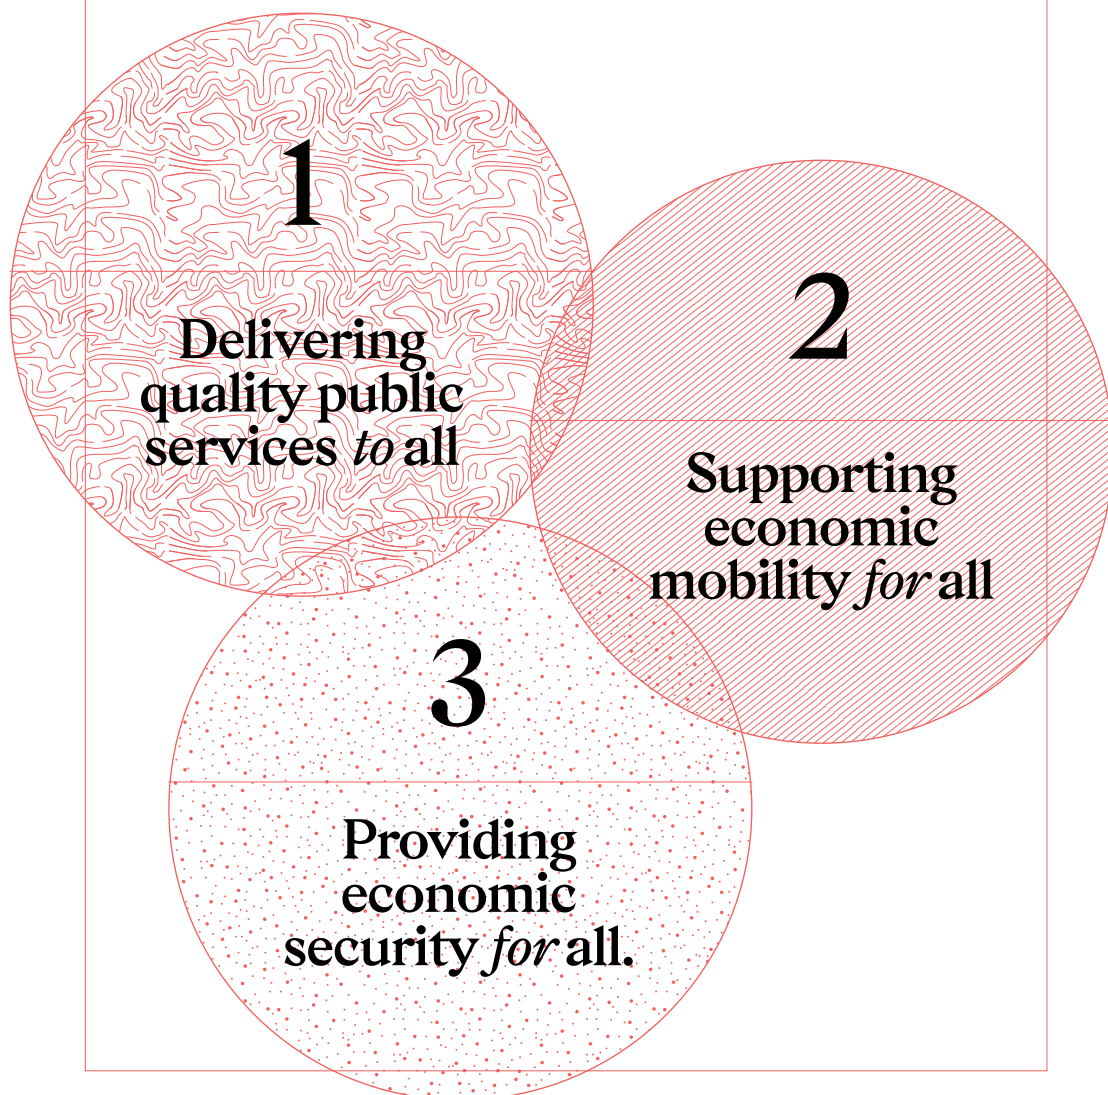 1
Delivering
quality public
services to all
2
Supporting
economic
mobility for all
3
Providing
economic
security for all.